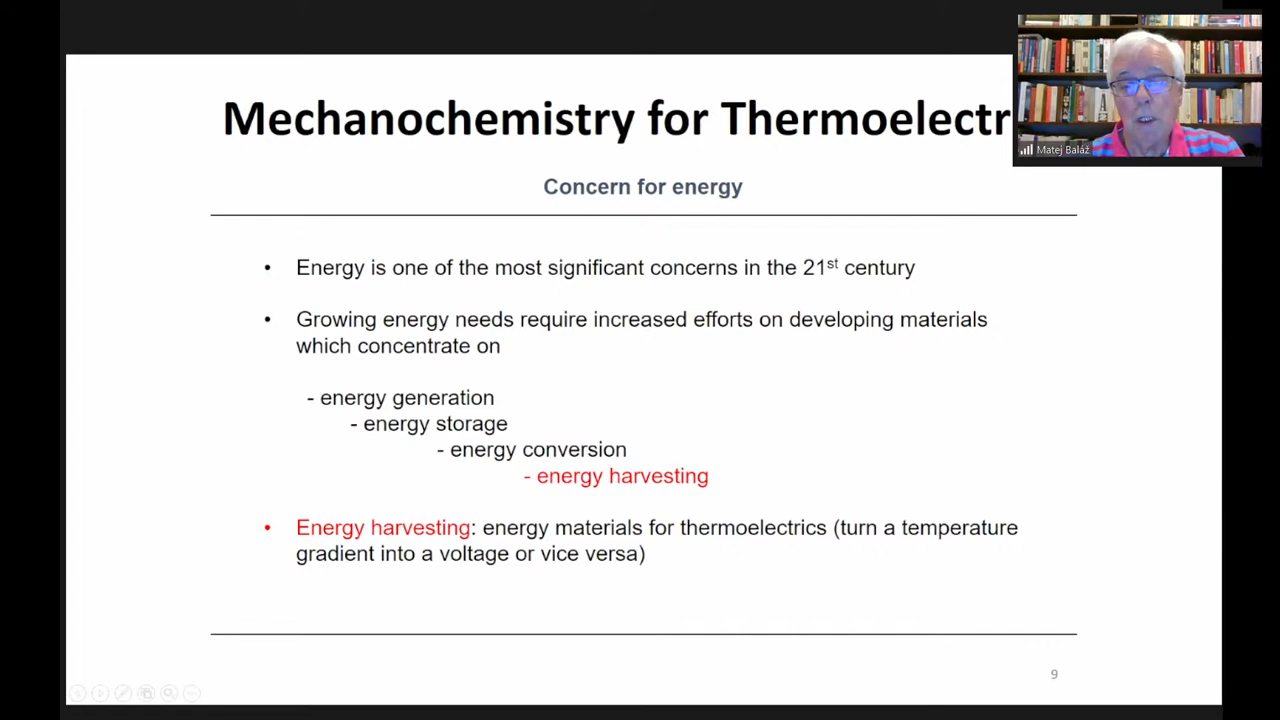 Mechanochemistry for Thermoelectr
Matej Baláž
Concern for energy
• Energy is one of the most significant concerns in the 21st century
• Growing energy needs require increased efforts on developing materials
which concentrate on
- energy generation
- energy storage
- energy conversion
- energy harvesting
• Energy harvesting: energy materials for thermoelectrics (turn a temperature
gradient into a voltage or vice versa)
9